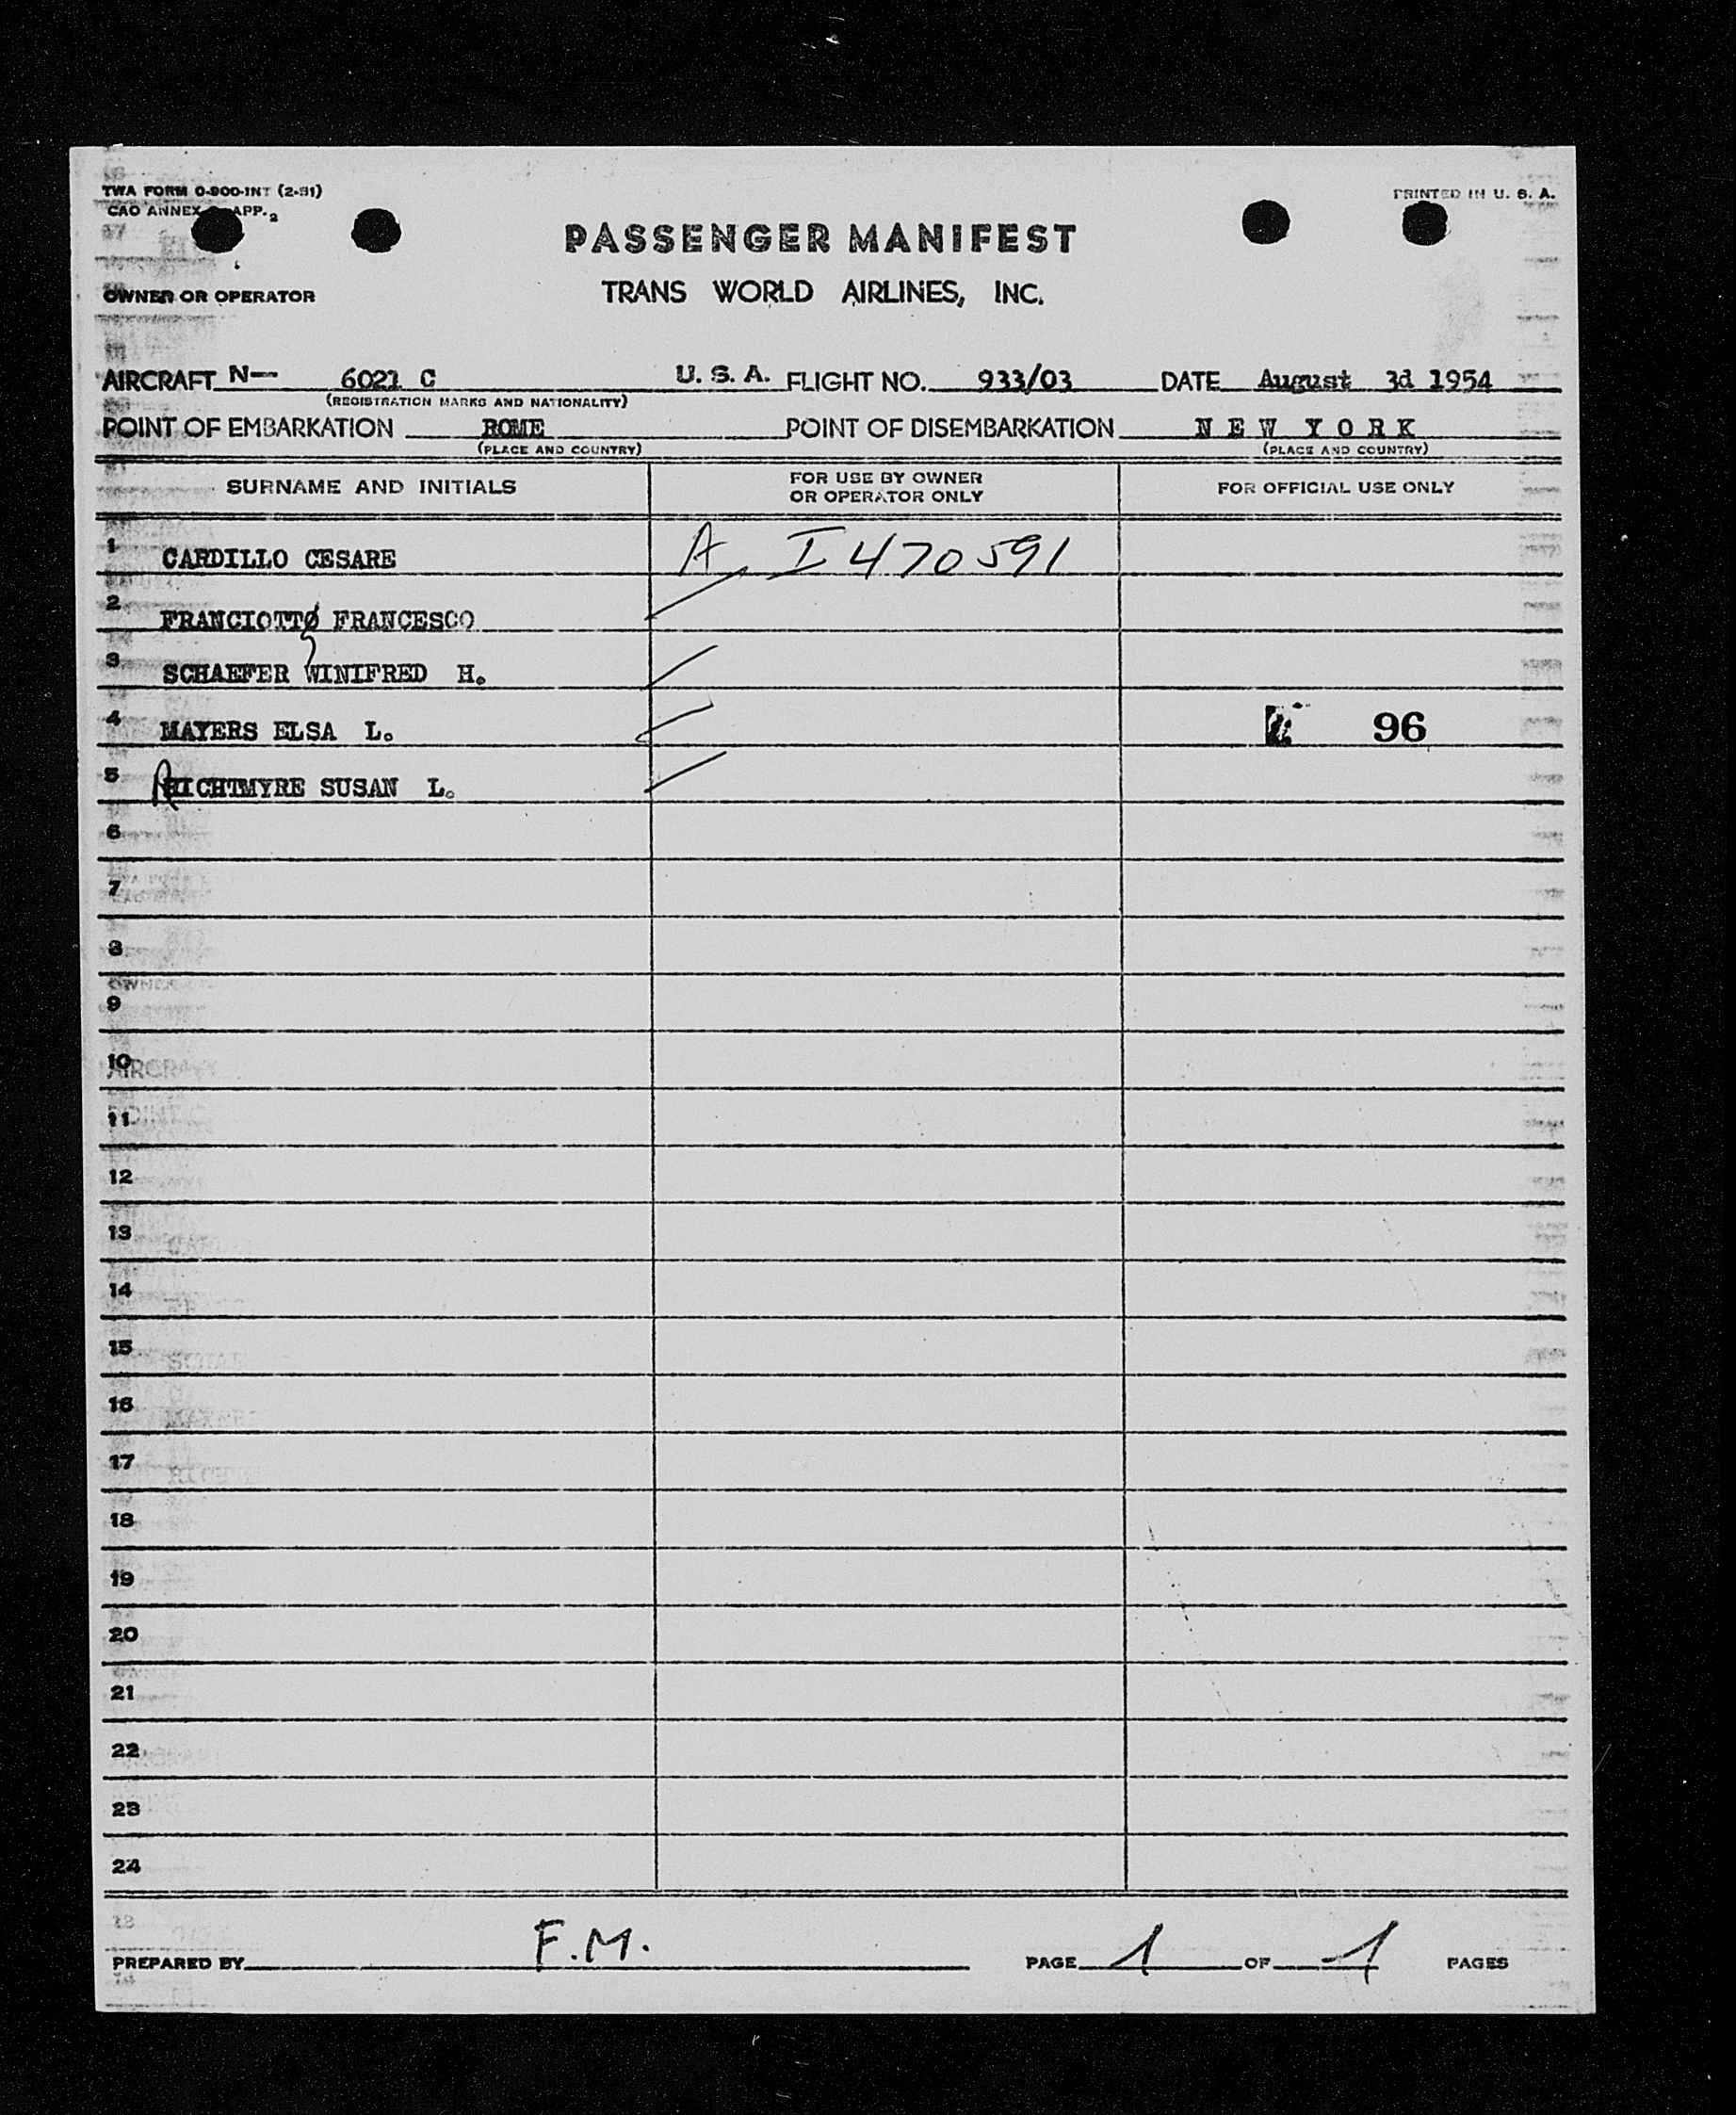 TWA FORM O-800-INT (2-51)
PRINTED IN U. S. A.
CAO ANNEX APP. 2
PASSENGER MANIFEST
OWNER OR OPERATOR
TRANS WORLD AIRLINES, INC.
AIRCRAFT N— 6021 C U. S. A. FLIGHT NO. 933/03 DATE August 3d 1954
(REGISTRATION MARKS AND NATIONALITY)
POINT OF EMBARKATION ROME POINT OF DISEMBARKATION N E W Y O R K
(PLACE AND COUNTRY) (PLACE AND COUNTRY)
SURNAME AND INITIALS FOR USE BY OWNER OR OPERATOR ONLY FOR OFFICIAL USE ONLY
1 CARDILLO CESARE A I 470591
2 FRANCIOTTO FRANCESCO
3 SCHAEFER WINIFRED H.
4 MAYERS ELSA L. 96
5 RICHTMYRE SUSAN L.
6
7
8
9
10
11
12
13
14
15
16
17
18
19
20
21
22
23
24
PREPARED BY F.M. PAGE 1 OF 1 PAGES